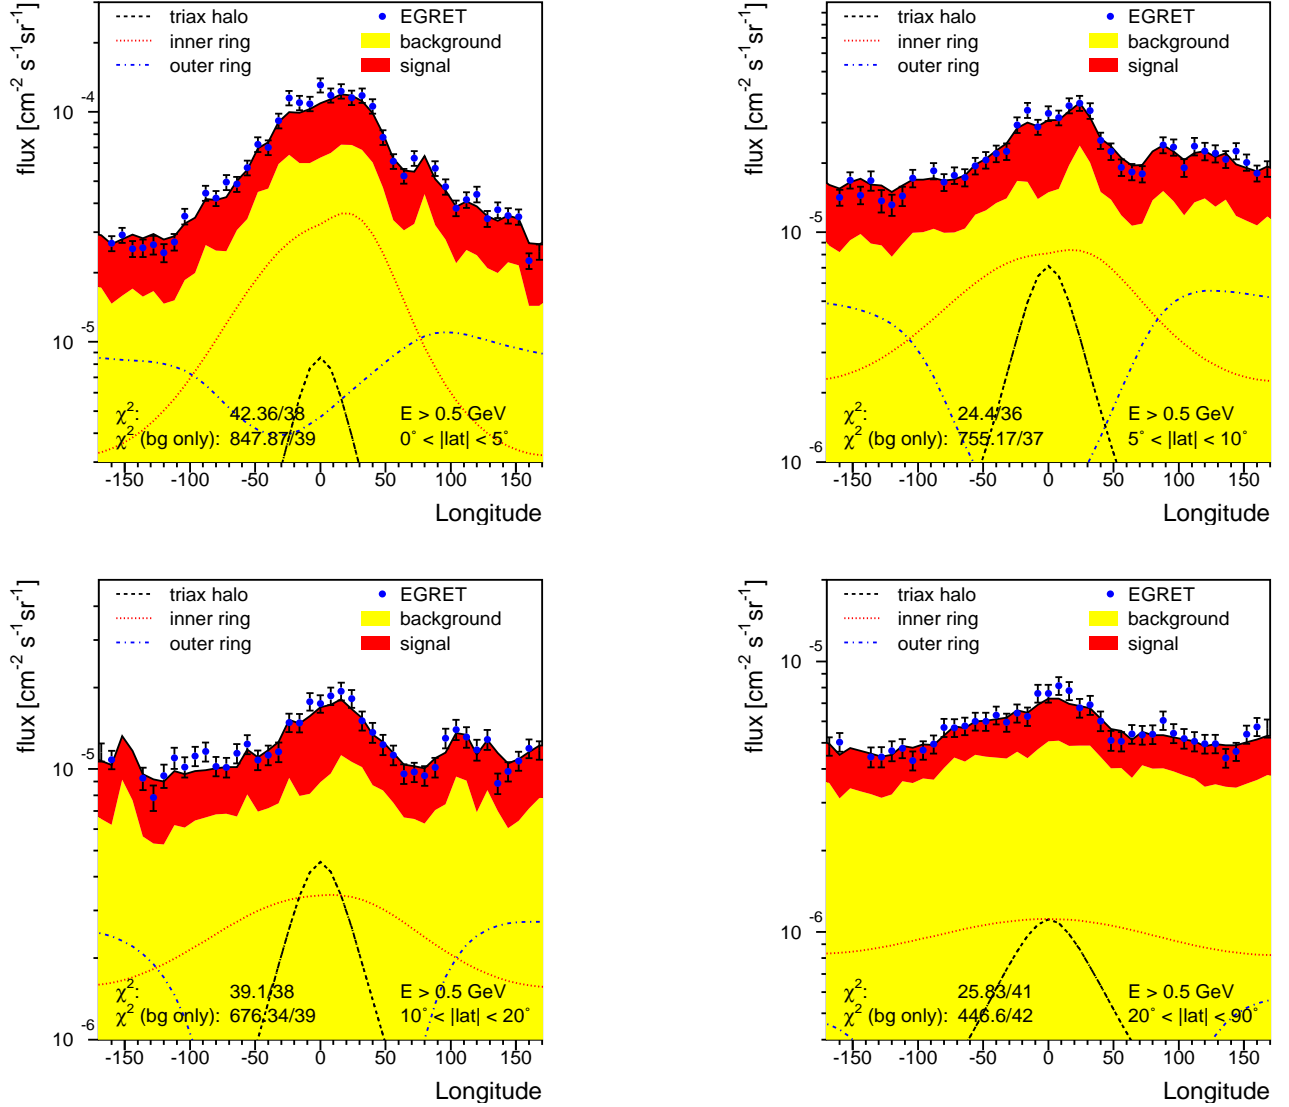 flux [cm⁻² s⁻¹sr⁻¹]
triax halo EGRET
inner ring background
outer ring signal
10⁻⁴
10⁻⁵
χ²: 42.36/38 E > 0.5 GeV
χ² (bg only): 847.87/39 0° < |lat| < 5°
-150 -100 -50 0 50 100 150
Longitude
flux [cm⁻² s⁻¹sr⁻¹]
triax halo EGRET
inner ring background
outer ring signal
10⁻⁵
χ²: 24.4/36 E > 0.5 GeV
χ² (bg only): 755.17/37 5° < |lat| < 10°
10⁻⁶
-150 -100 -50 0 50 100 150
Longitude
flux [cm⁻² s⁻¹sr⁻¹]
triax halo EGRET
inner ring background
outer ring signal
10⁻⁵
χ²: 39.1/38 E > 0.5 GeV
χ² (bg only): 676.34/39 10° < |lat| < 20°
10⁻⁶
-150 -100 -50 0 50 100 150
Longitude
flux [cm⁻² s⁻¹sr⁻¹]
triax halo EGRET
inner ring background
outer ring signal
10⁻⁵
10⁻⁶
χ²: 25.83/41 E > 0.5 GeV
χ² (bg only): 446.6/42 20° < |lat| < 90°
-150 -100 -50 0 50 100 150
Longitude